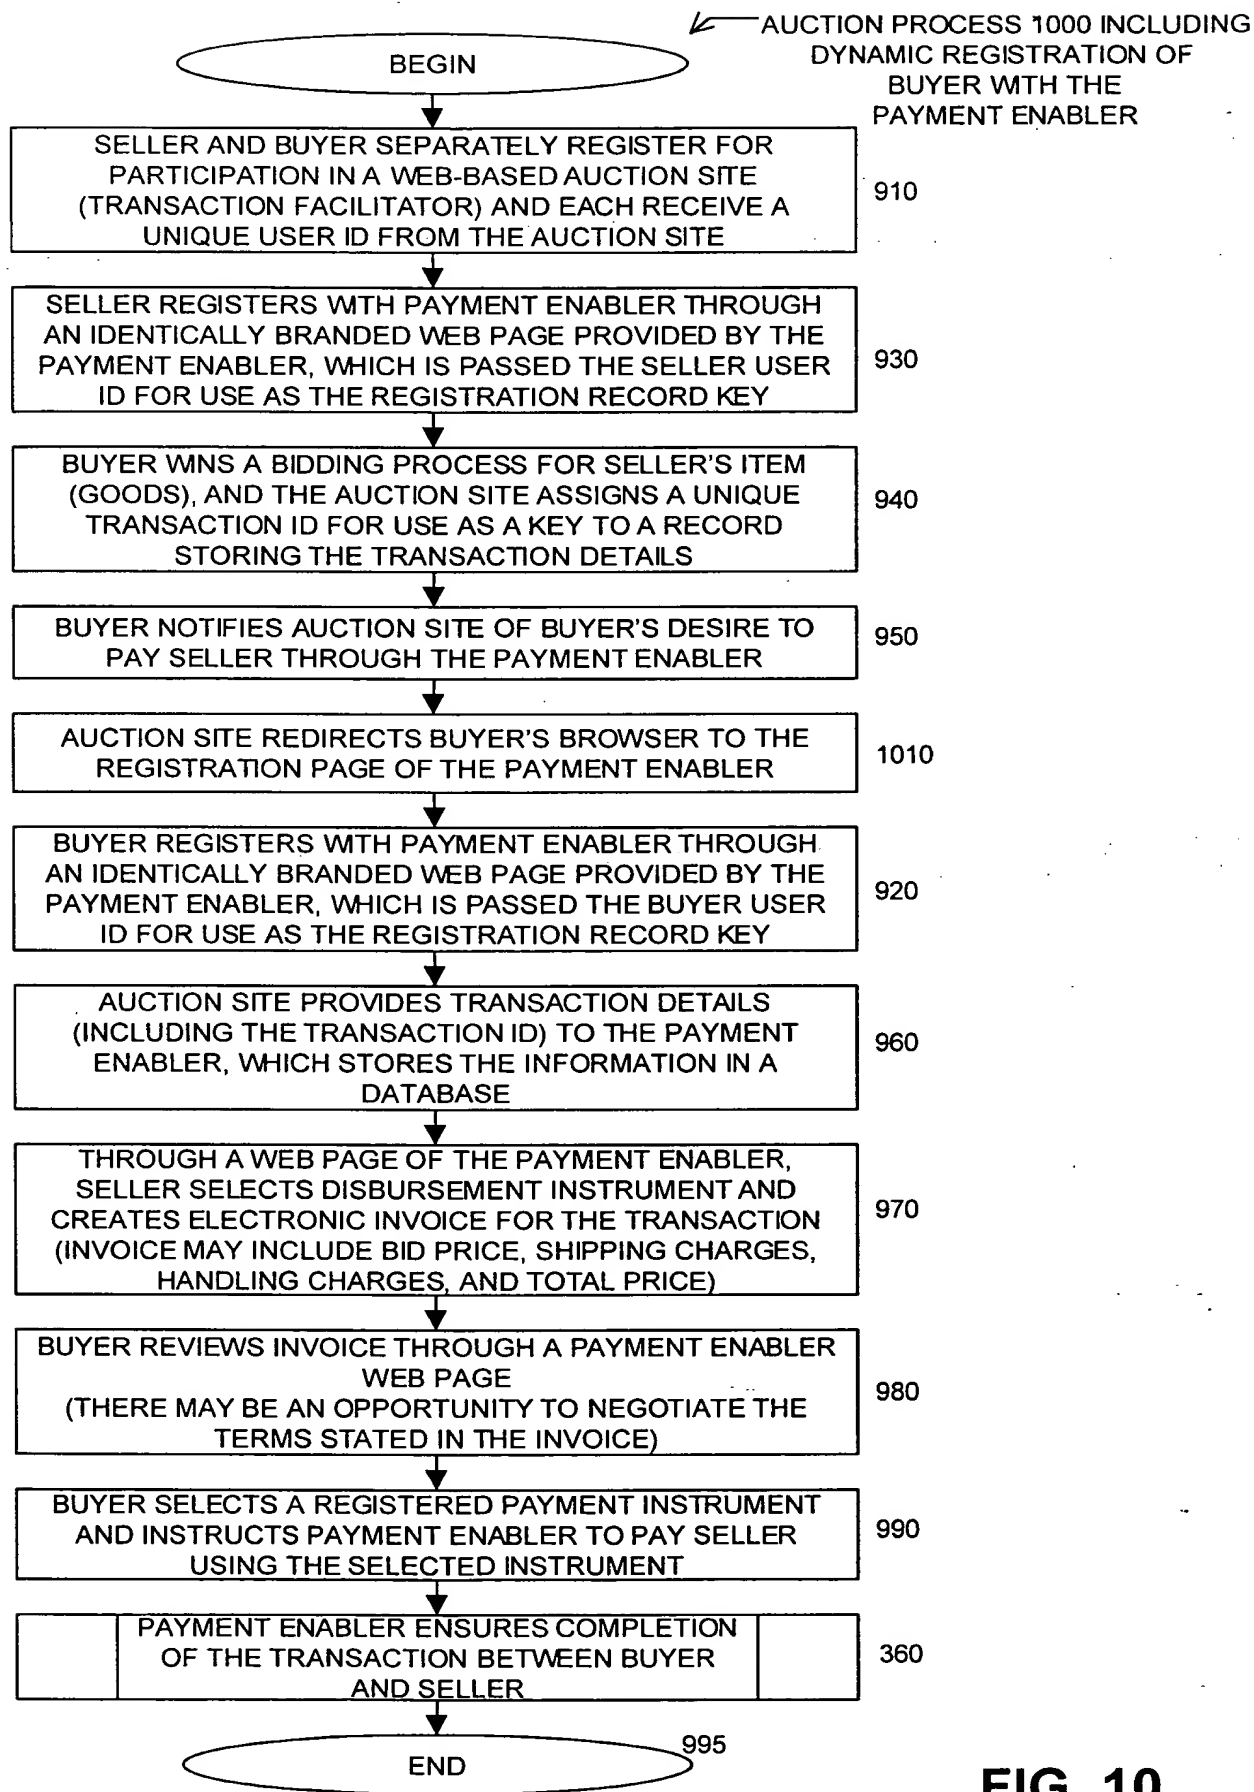 AUCTION PROCESS 1000 INCLUDING
DYNAMIC REGISTRATION OF
BUYER WITH THE
PAYMENT ENABLER
BEGIN
SELLER AND BUYER SEPARATELY REGISTER FOR
PARTICIPATION IN A WEB-BASED AUCTION SITE
(TRANSACTION FACILITATOR) AND EACH RECEIVE A
UNIQUE USER ID FROM THE AUCTION SITE
910
SELLER REGISTERS WITH PAYMENT ENABLER THROUGH
AN IDENTICALLY BRANDED WEB PAGE PROVIDED BY THE
PAYMENT ENABLER, WHICH IS PASSED THE SELLER USER
ID FOR USE AS THE REGISTRATION RECORD KEY
930
BUYER WINS A BIDDING PROCESS FOR SELLER'S ITEM
(GOODS), AND THE AUCTION SITE ASSIGNS A UNIQUE
TRANSACTION ID FOR USE AS A KEY TO A RECORD
STORING THE TRANSACTION DETAILS
940
BUYER NOTIFIES AUCTION SITE OF BUYER'S DESIRE TO
PAY SELLER THROUGH THE PAYMENT ENABLER
950
AUCTION SITE REDIRECTS BUYER'S BROWSER TO THE
REGISTRATION PAGE OF THE PAYMENT ENABLER
1010
BUYER REGISTERS WITH PAYMENT ENABLER THROUGH
AN IDENTICALLY BRANDED WEB PAGE PROVIDED BY THE
PAYMENT ENABLER, WHICH IS PASSED THE BUYER USER
ID FOR USE AS THE REGISTRATION RECORD KEY
920
AUCTION SITE PROVIDES TRANSACTION DETAILS
(INCLUDING THE TRANSACTION ID) TO THE PAYMENT
ENABLER, WHICH STORES THE INFORMATION IN A
DATABASE
960
THROUGH A WEB PAGE OF THE PAYMENT ENABLER,
SELLER SELECTS DISBURSEMENT INSTRUMENT AND
CREATES ELECTRONIC INVOICE FOR THE TRANSACTION
(INVOICE MAY INCLUDE BID PRICE, SHIPPING CHARGES,
HANDLING CHARGES, AND TOTAL PRICE)
970
BUYER REVIEWS INVOICE THROUGH A PAYMENT ENABLER
WEB PAGE
(THERE MAY BE AN OPPORTUNITY TO NEGOTIATE THE
TERMS STATED IN THE INVOICE)
980
BUYER SELECTS A REGISTERED PAYMENT INSTRUMENT
AND INSTRUCTS PAYMENT ENABLER TO PAY SELLER
USING THE SELECTED INSTRUMENT
990
PAYMENT ENABLER ENSURES COMPLETION
OF THE TRANSACTION BETWEEN BUYER
AND SELLER
360
END
995
FIG. 10